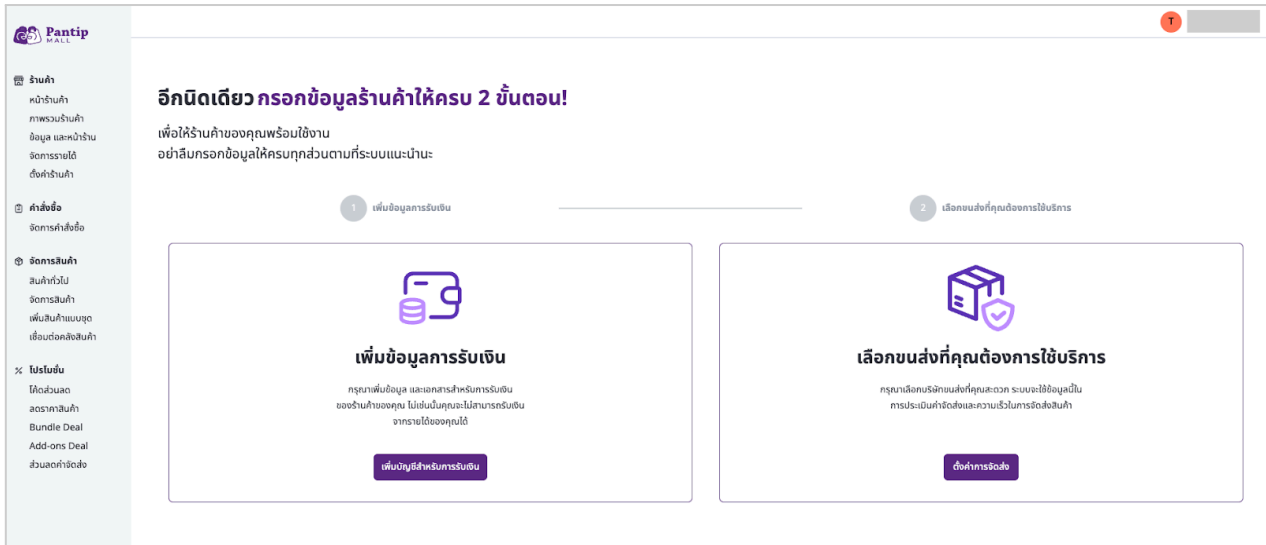 Pantip
MALL
T
ร้านค้า
หน้าร้านค้า
ภาพรวมร้านค้า
ข้อมูล และหน้าร้าน
จัดการรายได้
ตั้งค่าร้านค้า
คำสั่งซื้อ
จัดการคำสั่งซื้อ
จัดการสินค้า
สินค้าทั่วไป
จัดการสินค้า
เพิ่มสินค้าแบบชุด
เชื่อมต่อคลังสินค้า
โปรโมชั่น
โค้ดส่วนลด
ลดราคาสินค้า
Bundle Deal
Add-ons Deal
ส่วนลดค่าจัดส่ง
อีกนิดเดียว กรอกข้อมูลร้านค้าให้ครบ 2 ขั้นตอน!
เพื่อให้ร้านค้าของคุณพร้อมใช้งาน
อย่าลืมกรอกข้อมูลให้ครบทุกส่วนตามที่ระบบแนะนำนะ
1 เพิ่มข้อมูลการรับเงิน
2 เลือกขนส่งที่คุณต้องการใช้บริการ
เพิ่มข้อมูลการรับเงิน
กรุณาเพิ่มข้อมูล และเอกสารสำหรับการรับเงิน
ของร้านค้าของคุณ ไม่เช่นนั้นคุณจะไม่สามารถรับเงิน
จากรายได้ของคุณได้
เพิ่มบัญชีสำหรับการรับเงิน
เลือกขนส่งที่คุณต้องการใช้บริการ
กรุณาเลือกบริษัทขนส่งที่คุณสะดวก ระบบจะใช้ข้อมูลนี้ใน
การประเมินค่าจัดส่งและความเร็วในการจัดส่งสินค้า
ตั้งค่าการจัดส่ง